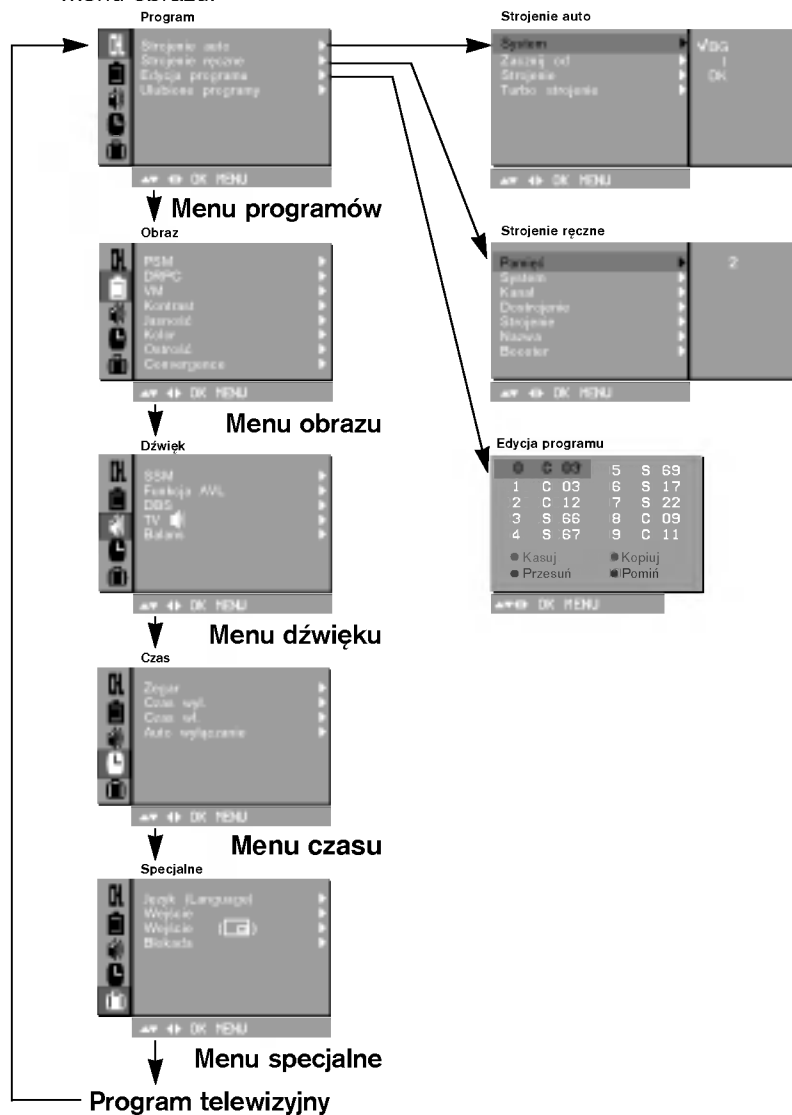 Program
Strojenie auto
Strojenie ręczne
Edycja programu
Ulubione programy
OK MENU
Menu programów
Obraz
PSM
DRPC
VM
Kontrast
Jasność
Kolor
Ostrość
Convergence
OK MENU
Menu obrazu
Dźwięk
SSM
Funkcja AVL
DBS
TV
Balans
OK MENU
Menu dźwięku
Czas
Zegar
Czas wył.
Czas wł.
Auto wyłączanie
OK MENU
Menu czasu
Specjalne
Język (Language)
Wejście
Wejście ( )
Blokada
OK MENU
Menu specjalne
Program telewizyjny
Strojenie auto
System BG
Zacznij od 1
Strojenie OK
Turbo strojenie
OK MENU
Strojenie ręczne
Pamięć 2
System
Kanał
Dostrojenie
Strojenie
Nazwa
Booster
OK MENU
Edycja programu
0 C 03 5 S 69
1 C 03 6 S 17
2 C 12 7 S 22
3 S 66 8 C 09
4 S 67 9 C 11
Kasuj Kopiuj
Przesuń Pomiń
OK MENU